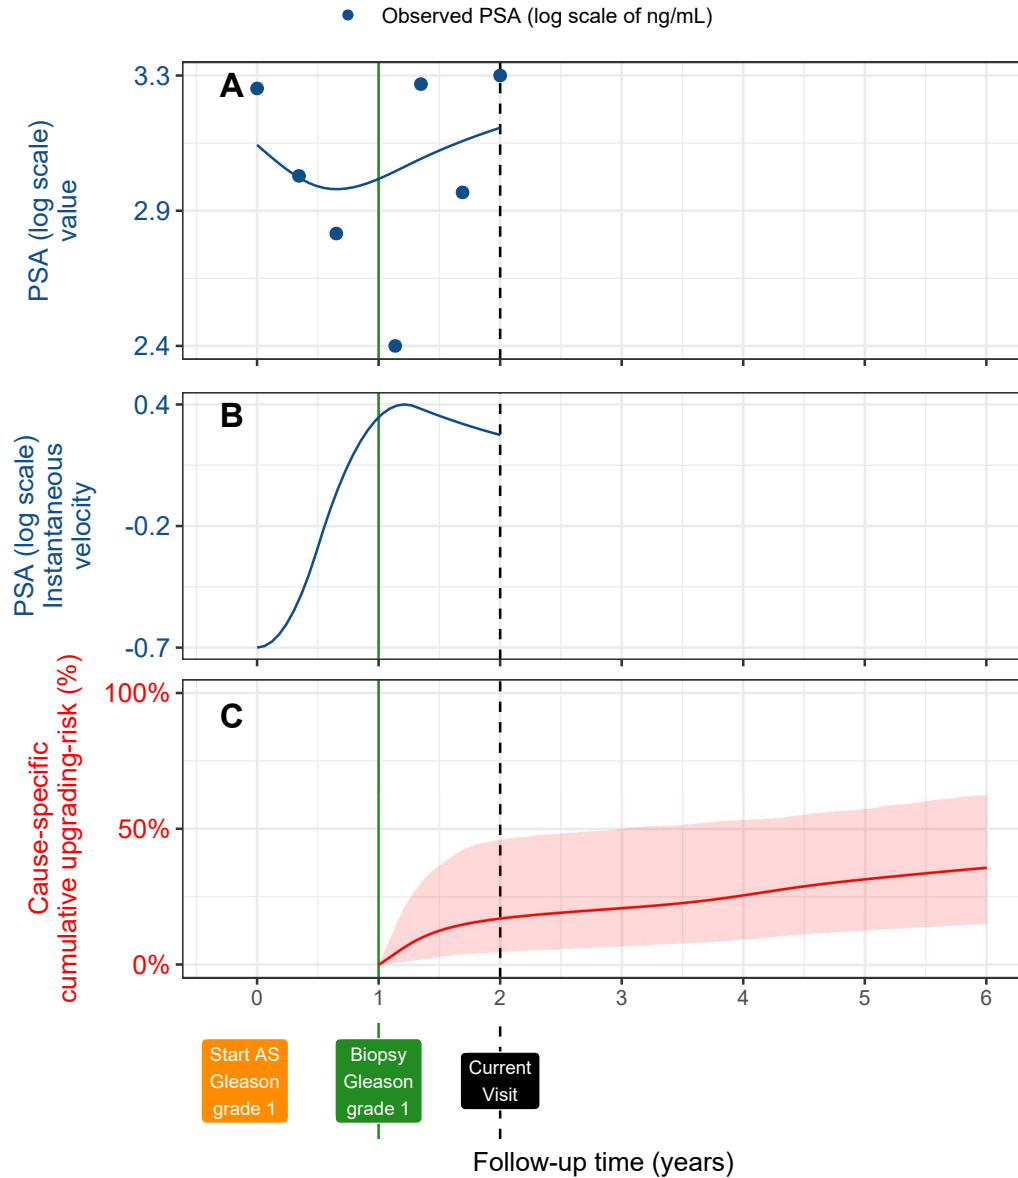 Observed PSA (log scale of ng/mL)
A
PSA (log scale)
value
3.3
2.9
2.4
B
PSA (log scale)
Instantaneous
velocity
0.4
-0.2
-0.7
C
Cause-specific
cumulative upgrading-risk (%)
100%
50%
0%
0 1 2 3 4 5 6
Start AS
Gleason
grade 1
Biopsy
Gleason
grade 1
Current
Visit
Follow-up time (years)